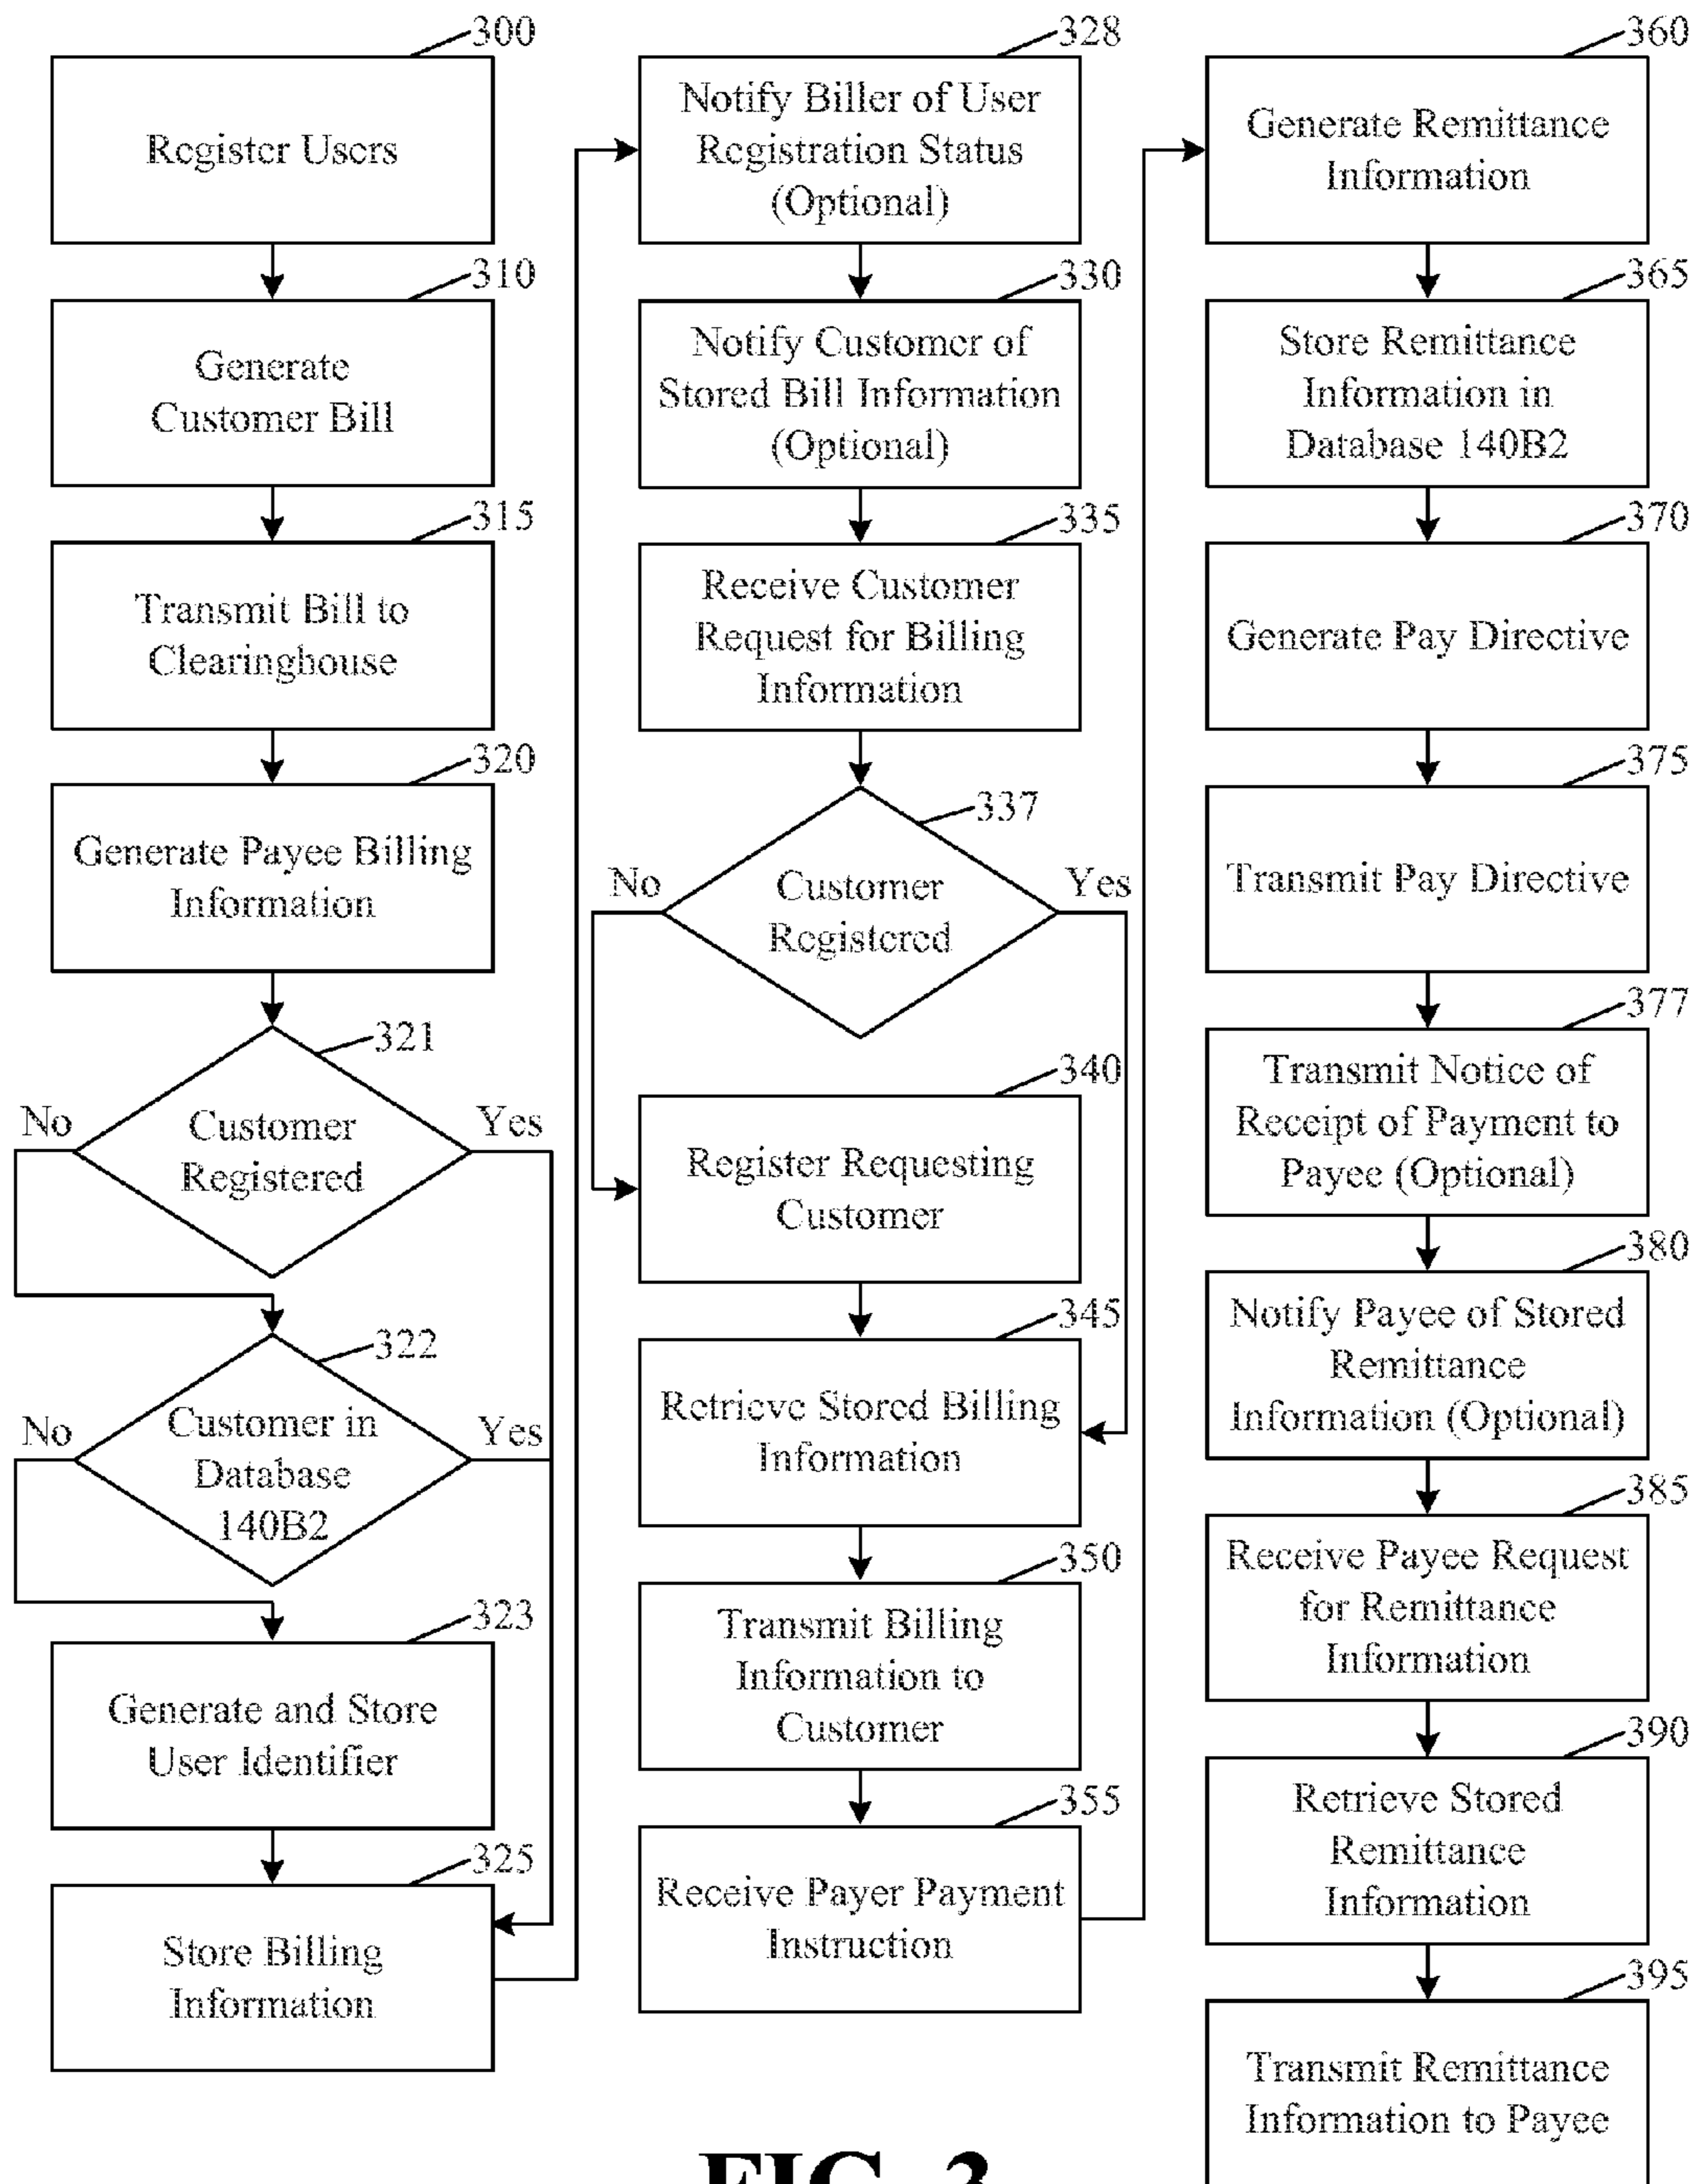 300
Register Users
310
Generate
Customer Bill
315
Transmit Bill to
Clearinghouse
320
Generate Payee Billing
Information
321
No
Customer
Registered
Yes
322
No
Customer in
Database
140B2
Yes
323
Generate and Store
User Identifier
325
Store Billing
Information
328
Notify Biller of User
Registration Status
(Optional)
330
Notify Customer of
Stored Bill Information
(Optional)
335
Receive Customer
Request for Billing
Information
337
No
Customer
Registered
Yes
340
Register Requesting
Customer
345
Retrieve Stored Billing
Information
350
Transmit Billing
Information to
Customer
355
Receive Payer Payment
Instruction
360
Generate Remittance
Information
365
Store Remittance
Information in
Database 140B2
370
Generate Pay Directive
375
Transmit Pay Directive
377
Transmit Notice of
Receipt of Payment to
Payee (Optional)
380
Notify Payee of Stored
Remittance
Information (Optional)
385
Receive Payee Request
for Remittance
Information
390
Retrieve Stored
Remittance
Information
395
Transmit Remittance
Information to Payee
FIG. 3